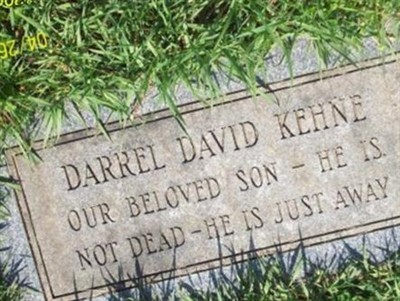 DARREL DAVID KEHNE
OUR BELOVED SON - HE IS
NOT DEAD - HE IS JUST AWAY